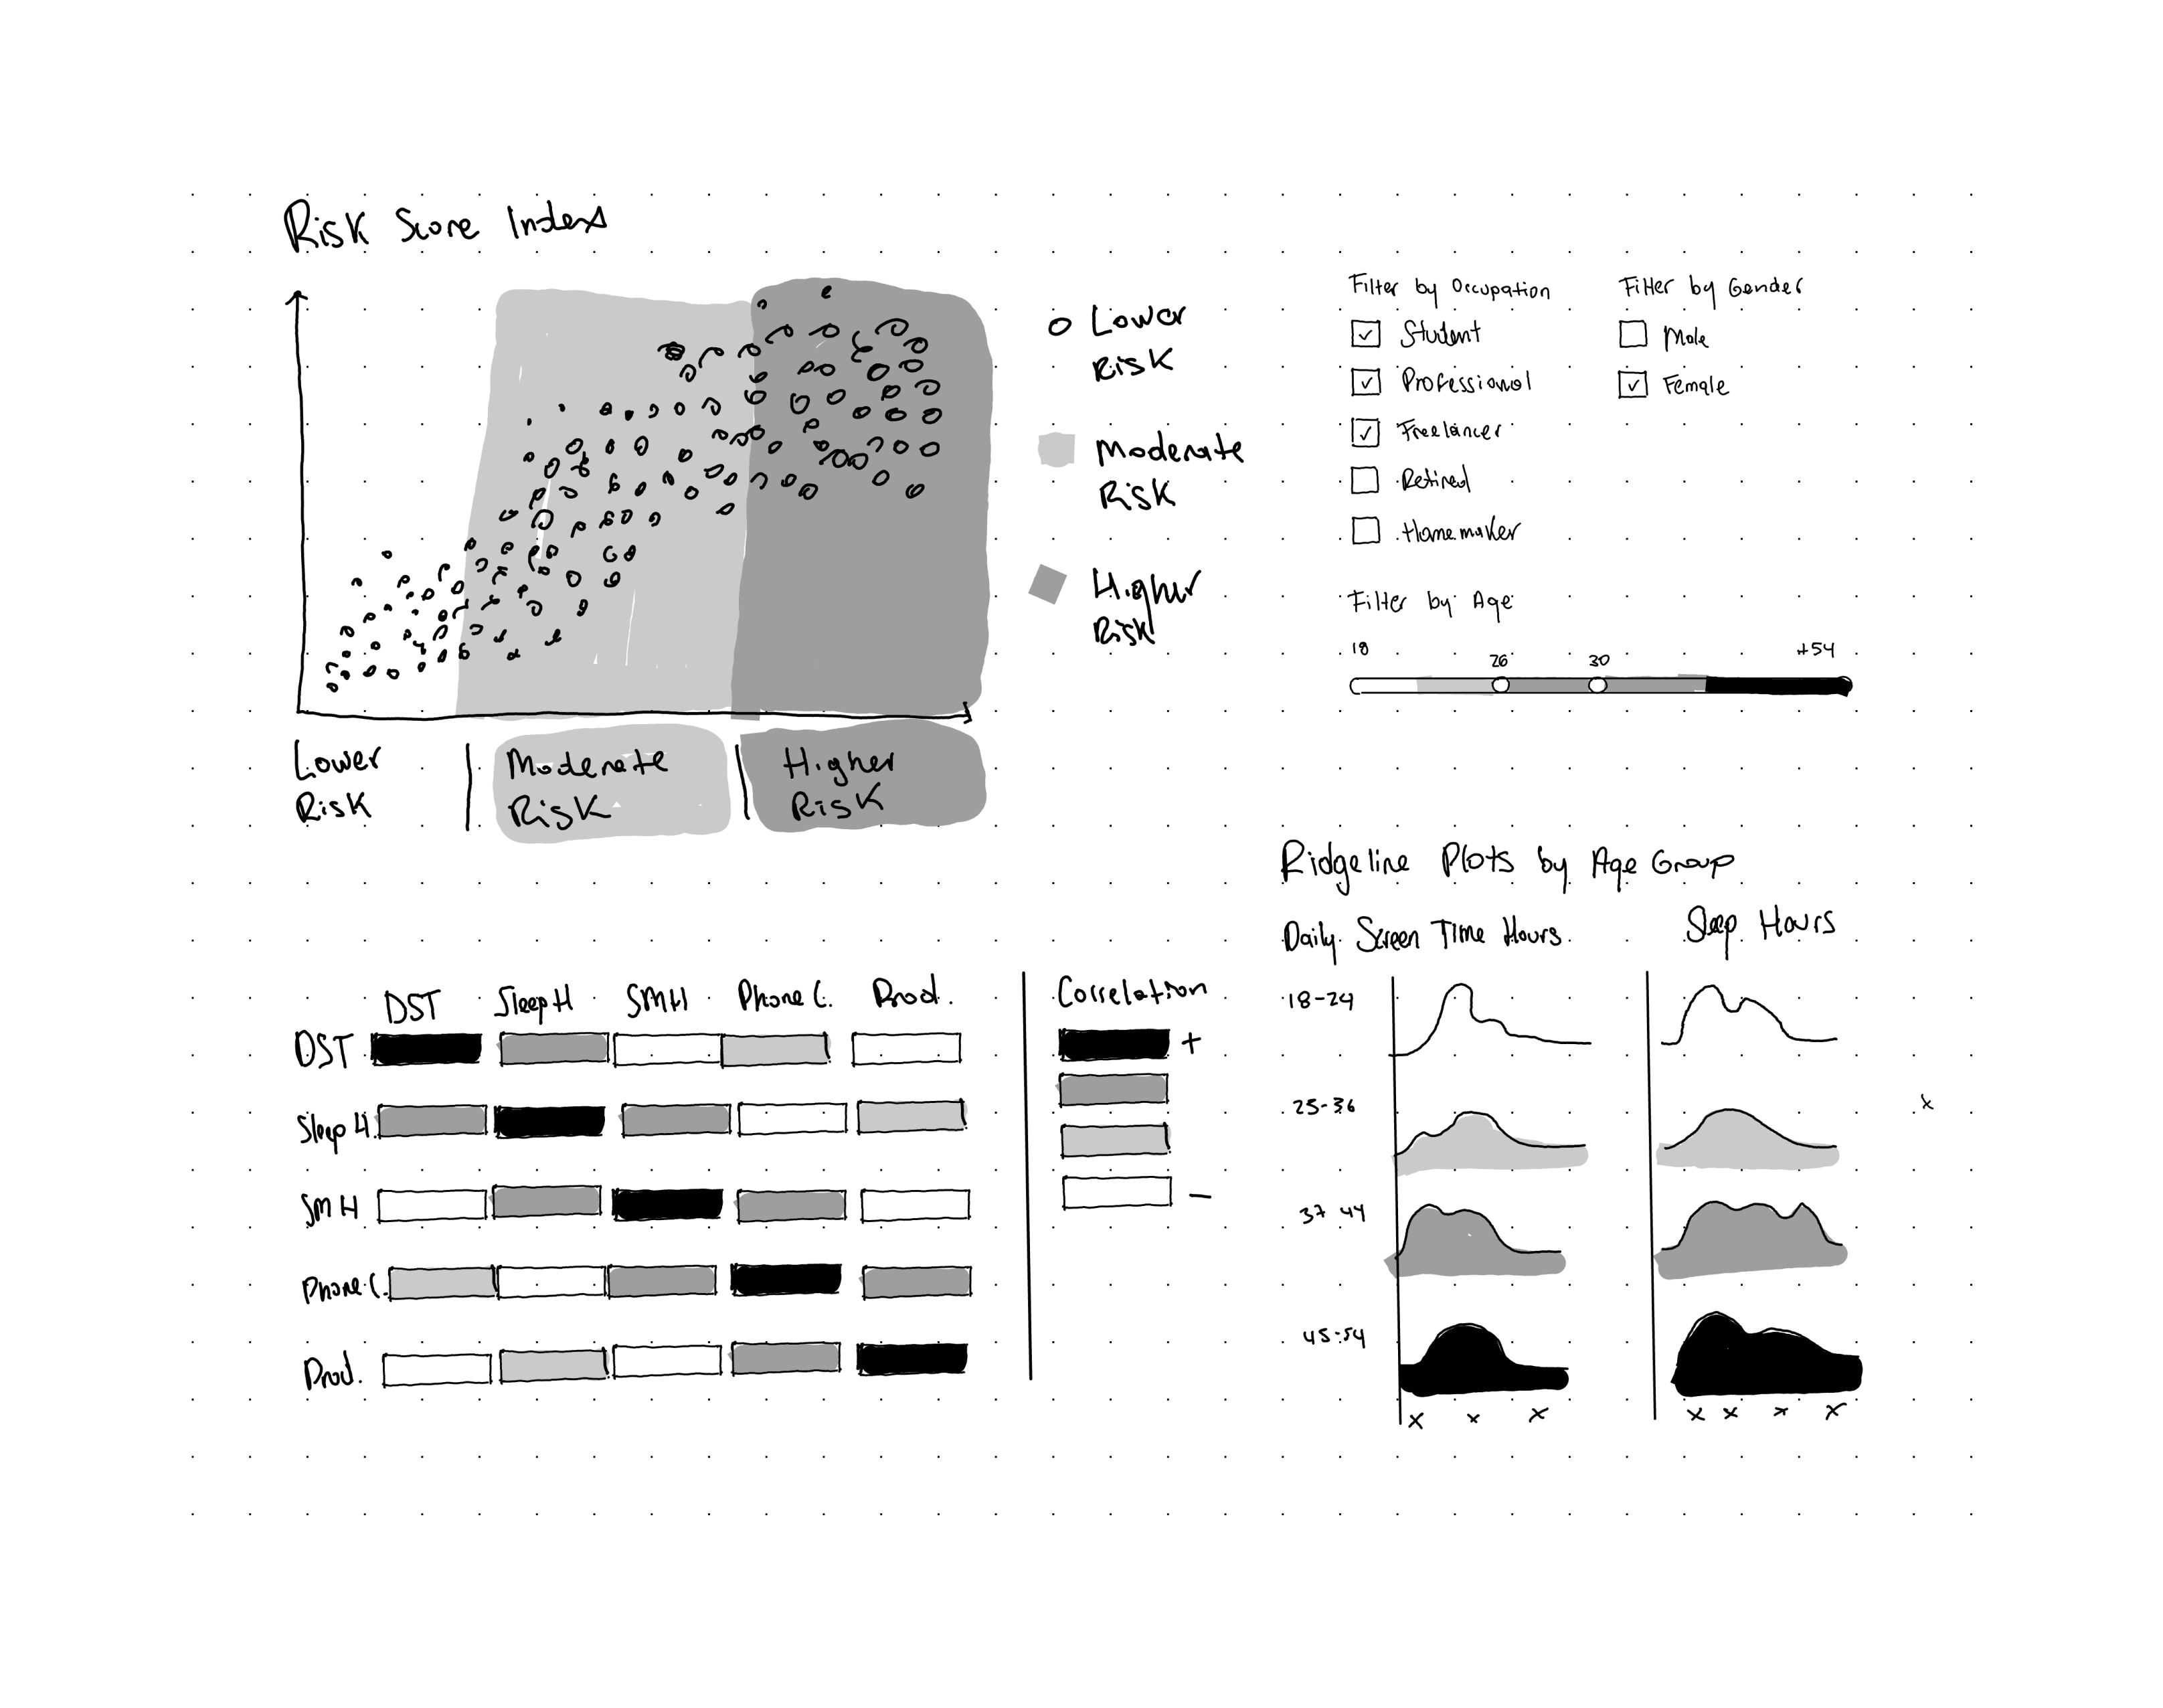 Risk Score Index
Lower
Risk
Moderate
Risk
Higher
Risk
Lower
Risk
Moderate
Risk
Higher
Risk
Filter by Occupation
Student
Professional
Freelancer
Retired
Homemaker
Filter by Gender
Male
Female
Filter by Age
18
26
30
+54
DST SleepH SMH Phone C. Prod.
DST
Sleep H.
SMH
Phone C.
Prod.
Correlation
+
-
Ridgeline Plots by Age Group
Daily Screen Time Hours
Sleep Hours
18-24
25-36
37 44
45-54
x x x
x x x x
x